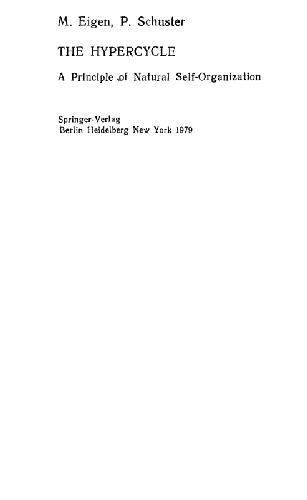 M. Eigen, P. Schuster
THE HYPERCYCLE
A Principle of Natural Self-Organization
Springer-Verlag
Berlin Heidelberg New York 1979